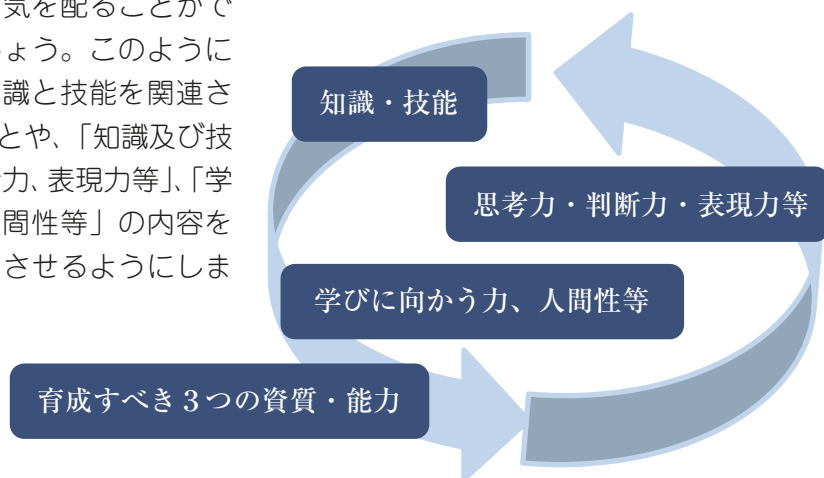 気を配ることがで
ょう。このように
識と技能を関連さ
とや、「知識及び技
力、表現力等」、「学
間性等」の内容を
させるようにしま
知識・技能
思考力・判断力・表現力等
学びに向かう力、人間性等
育成すべき３つの資質・能力